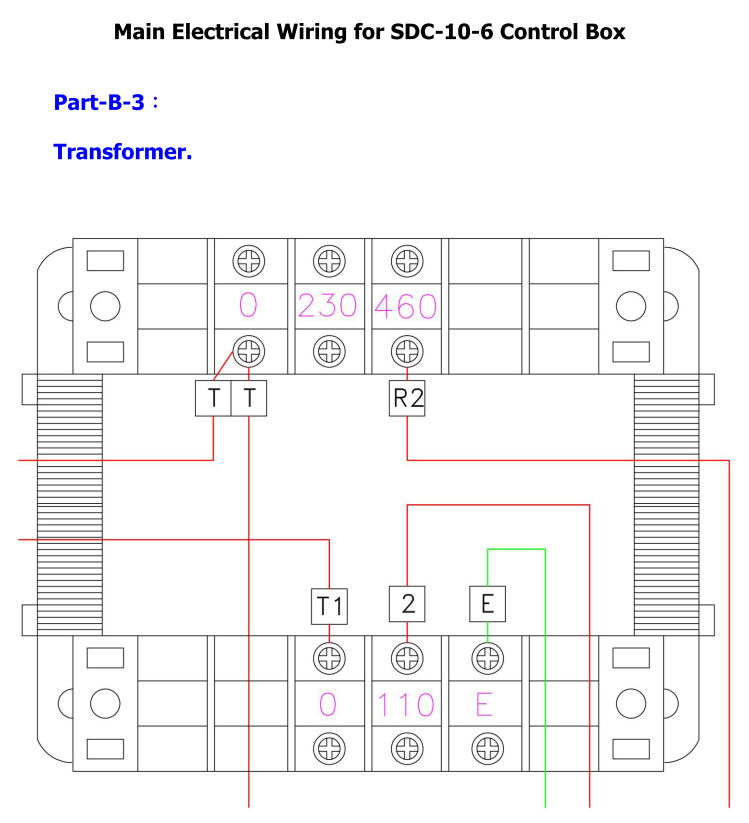 Main Electrical Wiring for SDC-10-6 Control Box
Part-B-3：
Transformer.
0 230 460
T T R2
T1 2 E
0 110 E